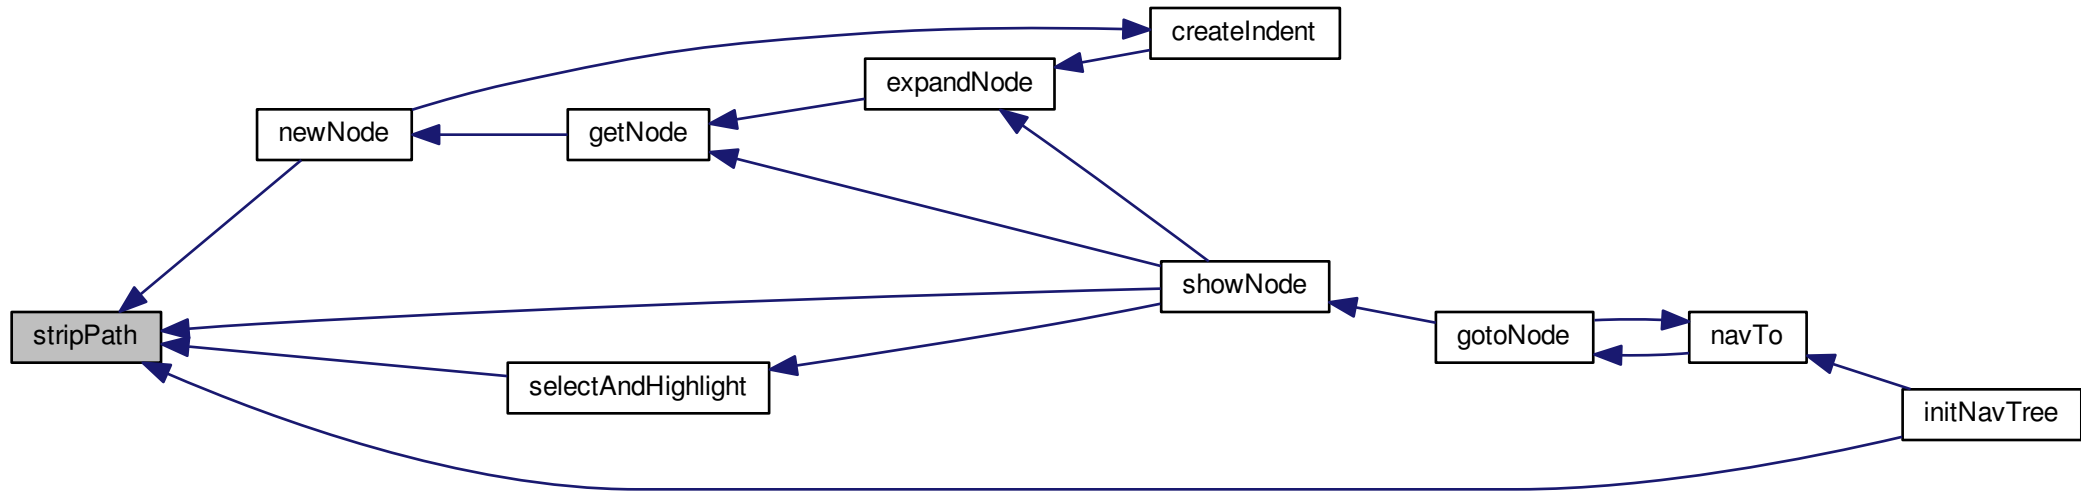 createIndent
expandNode
newNode
getNode
showNode
stripPath
gotoNode
navTo
selectAndHighlight
initNavTree